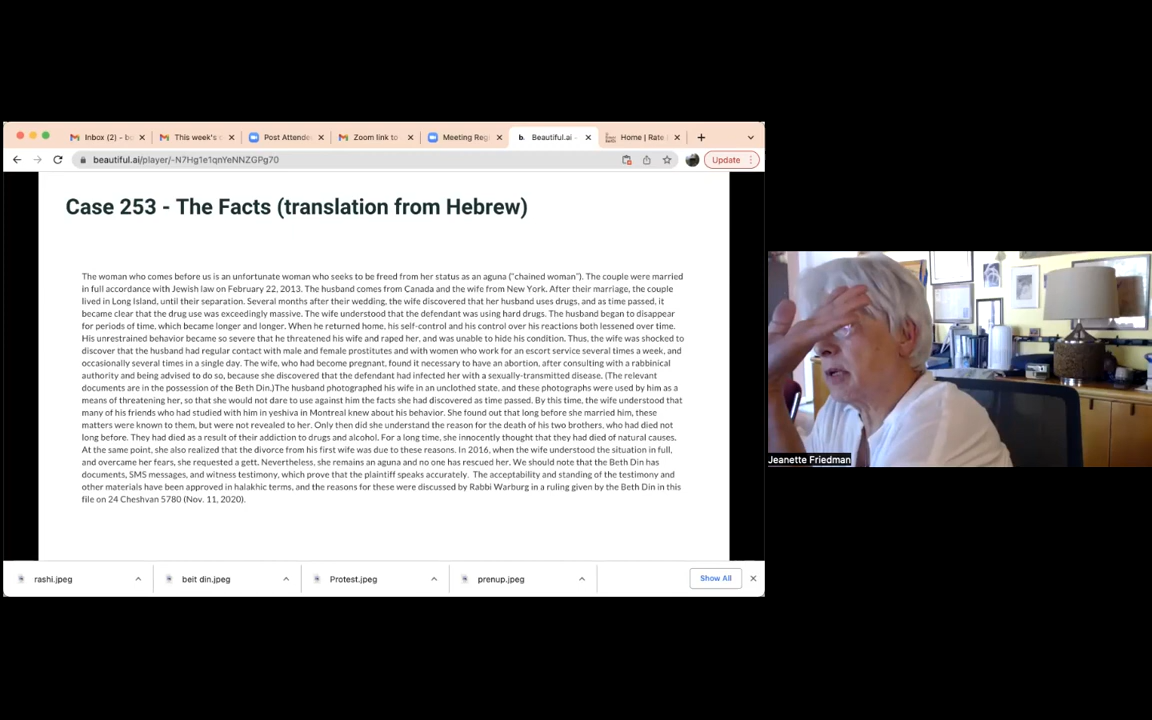 Inbox (2) - bo
This week's
Post Attende
Zoom link to
Meeting Reg
b. Beautiful.ai -
Home | Rate
beautiful.ai/player/-N7Hg1e1qnYeNNZGPg70
Update
Case 253 - The Facts (translation from Hebrew)
The woman who comes before us is an unfortunate woman who seeks to be freed from her status as an aguna ("chained woman"). The couple were married
in full accordance with Jewish law on February 22, 2013. The husband comes from Canada and the wife from New York. After their marriage, the couple
lived in Long Island, until their separation. Several months after their wedding, the wife discovered that her husband uses drugs, and as time passed, it
became clear that the drug use was exceedingly massive. The wife understood that the defendant was using hard drugs. The husband began to disappear
for periods of time, which became longer and longer. When he returned home, his self-control and his control over his reactions both lessened over time.
His unrestrained behavior became so severe that he threatened his wife and raped her, and was unable to hide his condition. Thus, the wife was shocked to
discover that the husband had regular contact with male and female prostitutes and with women who work for an escort service several times a week, and
occasionally several times in a single day. The wife, who had become pregnant, found it necessary to have an abortion, after consulting with a rabbinical
authority and being advised to do so, because she discovered that the defendant had infected her with a sexually-transmitted disease. (The relevant
documents are in the possession of the Beth Din.)The husband photographed his wife in an unclothed state, and these photographs were used by him as a
means of threatening her, so that she would not dare to use against him the facts she had discovered as time passed. By this time, the wife understood that
many of his friends who had studied with him in yeshiva in Montreal knew about his behavior. She found out that long before she married him, these
matters were known to them, but were not revealed to her. Only then did she understand the reason for the death of his two brothers, who had died not
long before. They had died as a result of their addiction to drugs and alcohol. For a long time, she innocently thought that they had died of natural causes.
At the same point, she also realized that the divorce from his first wife was due to these reasons. In 2016, when the wife understood the situation in full,
and overcame her fears, she requested a gett. Nevertheless, she remains an aguna and no one has rescued her. We should note that the Beth Din has
documents, SMS messages, and witness testimony, which prove that the plaintiff speaks accurately. The acceptability and standing of the testimony and
other materials have been approved in halakhic terms, and the reasons for these were discussed by Rabbi Warburg in a ruling given by the Beth Din in this
file on 24 Cheshvan 5780 (Nov. 11, 2020).
Jeanette Friedman
rashi.jpeg
beit din.jpeg
Protest.jpeg
prenup.jpeg
Show All